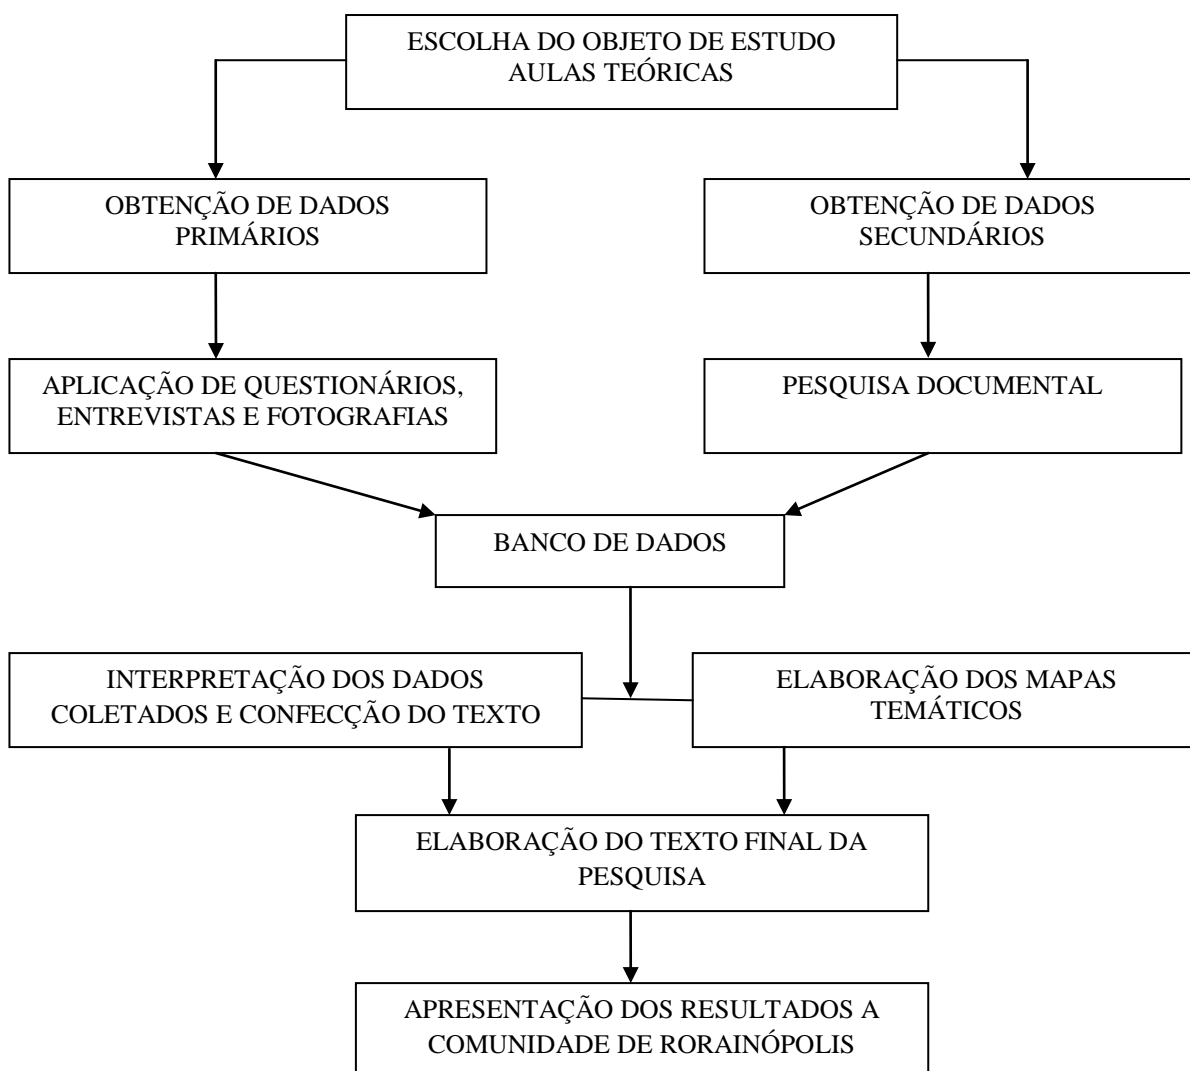 ESCOLHA DO OBJETO DE ESTUDO
AULAS TEÓRICAS
OBTENÇÃO DE DADOS
PRIMÁRIOS
OBTENÇÃO DE DADOS
SECUNDÁRIOS
APLICAÇÃO DE QUESTIONÁRIOS,
ENTREVISTAS E FOTOGRAFIAS
PESQUISA DOCUMENTAL
BANCO DE DADOS
INTERPRETAÇÃO DOS DADOS
COLETADOS E CONFECÇÃO DO TEXTO
ELABORAÇÃO DOS MAPAS
TEMÁTICOS
ELABORAÇÃO DO TEXTO FINAL DA
PESQUISA
APRESENTAÇÃO DOS RESULTADOS A
COMUNIDADE DE RORAINÓPOLIS